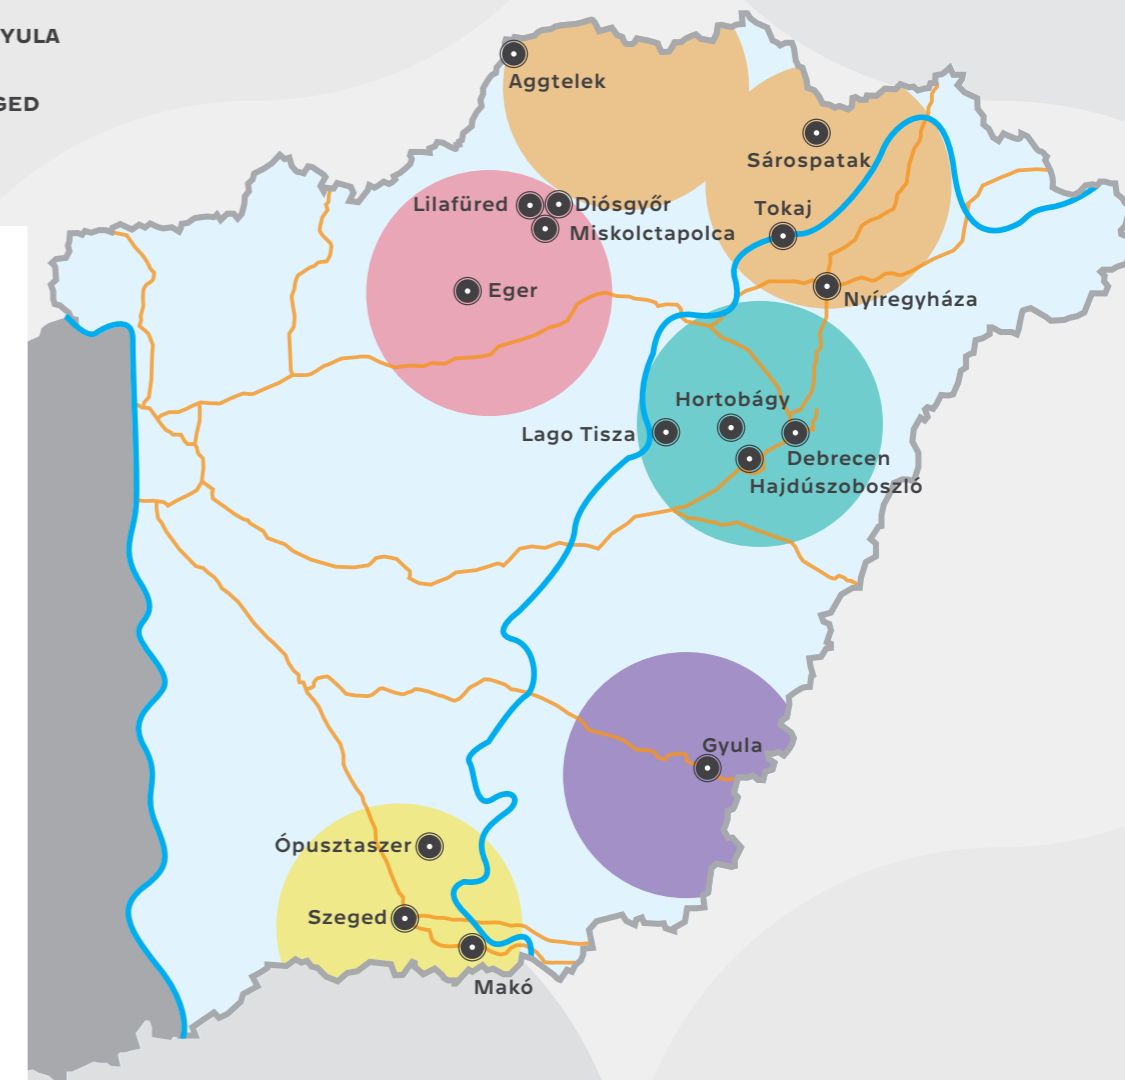 YULA
GED
Aggtelek
Sárospatak
Lilafüred
Diósgyőr
Tokaj
Miskolctapolca
Eger
Nyíregyháza
Hortobágy
Lago Tisza
Debrecen
Hajdúszoboszló
Gyula
Ópusztaszer
Szeged
Makó